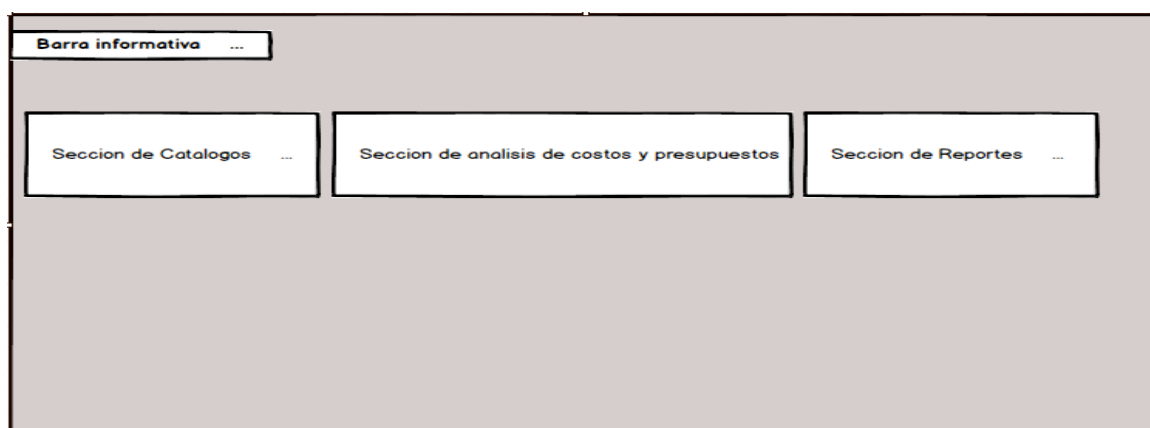 Barra informativa ...
Seccion de Catalogos ...
Seccion de analisis de costos y presupuestos
Seccion de Reportes ...